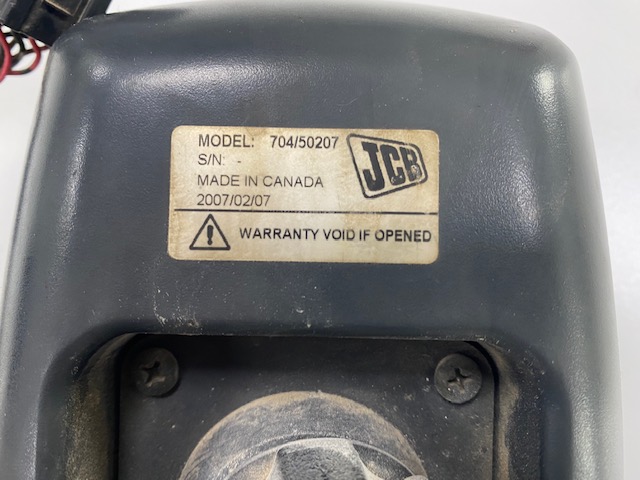 MODEL: 704/50207
JCB
S/N: -
MADE IN CANADA
2007/02/07
WARRANTY VOID IF OPENED